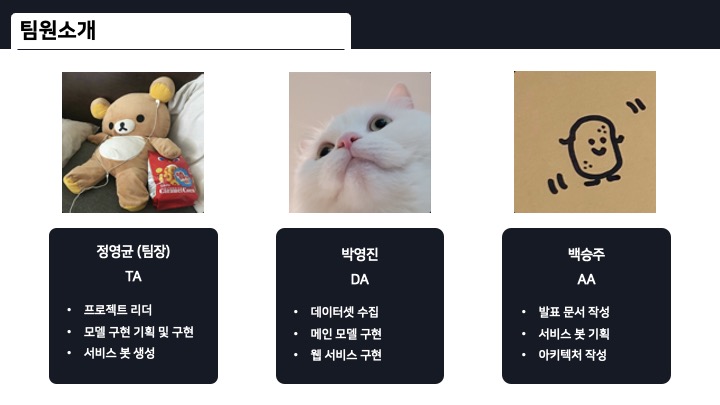 팀원소개
정영균 (팀장)
TA
• 프로젝트 리더
• 모델 구현 기획 및 구현
• 서비스 봇 생성
박영진
DA
• 데이터셋 수집
• 메인 모델 구현
• 웹 서비스 구현
백승주
AA
• 발표 문서 작성
• 서비스 봇 기획
• 아키텍처 작성